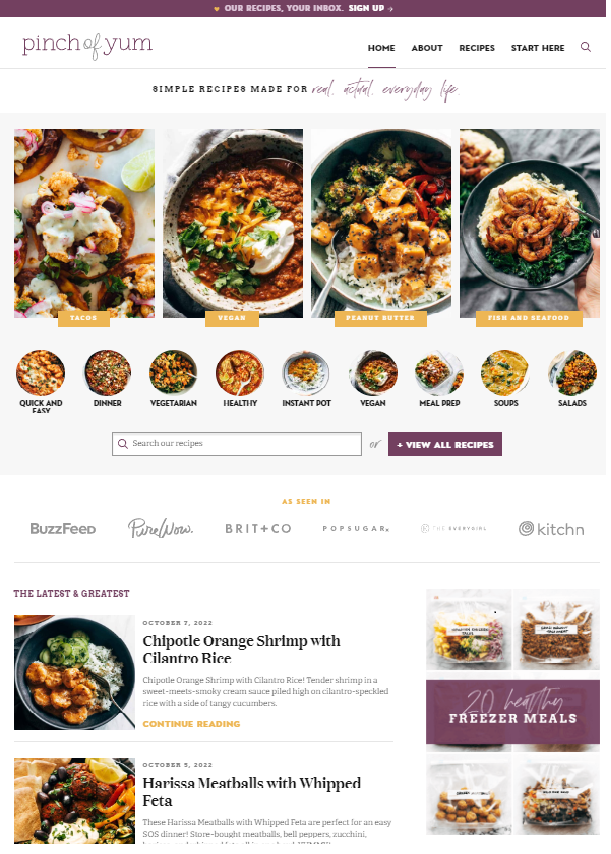 OUR RECIPES, YOUR INBOX. SIGN UP →
pinch of yum
HOME ABOUT RECIPES START HERE
SIMPLE RECIPES MADE FOR real, actual, everyday life.
TACOS VEGAN PEANUT BUTTER FISH AND SEAFOOD
QUICK AND EASY
DINNER
VEGETARIAN
HEALTHY
INSTANT POT
VEGAN
MEAL PREP
SOUPS
SALADS
Search our recipes or + VIEW ALL RECIPES
AS SEEN IN
BuzzFeed PureWow. BRIT+CO POPSUGAR. THE EVERYGIRL kitchn
THE LATEST & GREATEST
OCTOBER 7, 2022
Chipotle Orange Shrimp with
Cilantro Rice
Chipotle Orange Shrimp with Cilantro Rice! Tender shrimp in a
sweet-meets-smoky cream sauce piled high on cilantro-speckled
rice with a side of tangy cucumbers.
CONTINUE READING
OCTOBER 5, 2022
Harissa Meatballs with Whipped
Feta
These Harissa Meatballs with Whipped Feta are perfect for an easy
SOS dinner! Store-bought meatballs, bell peppers, zucchini,
20 healthy
FREEZER MEALS